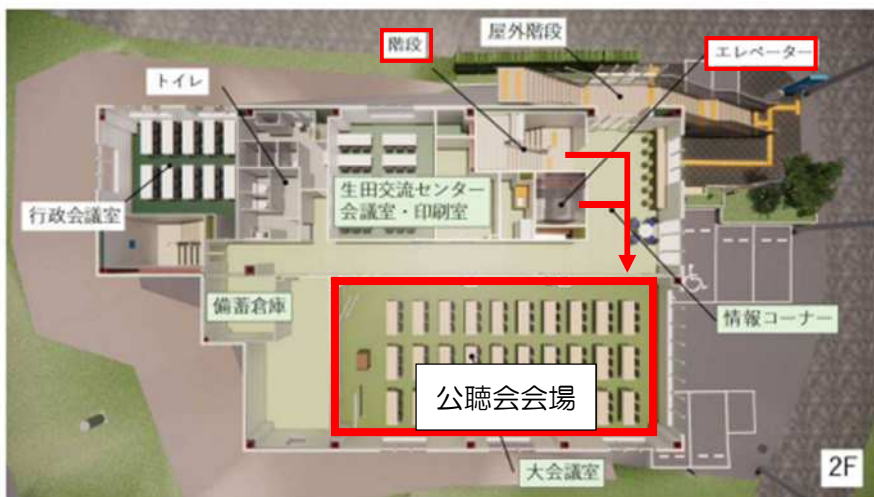 屋外階段
階段
エレベーター
トイレ
行政会議室
生田交流センター
会議室・印刷室
備蓄倉庫
情報コーナー
公聴会会場
大会議室
2F